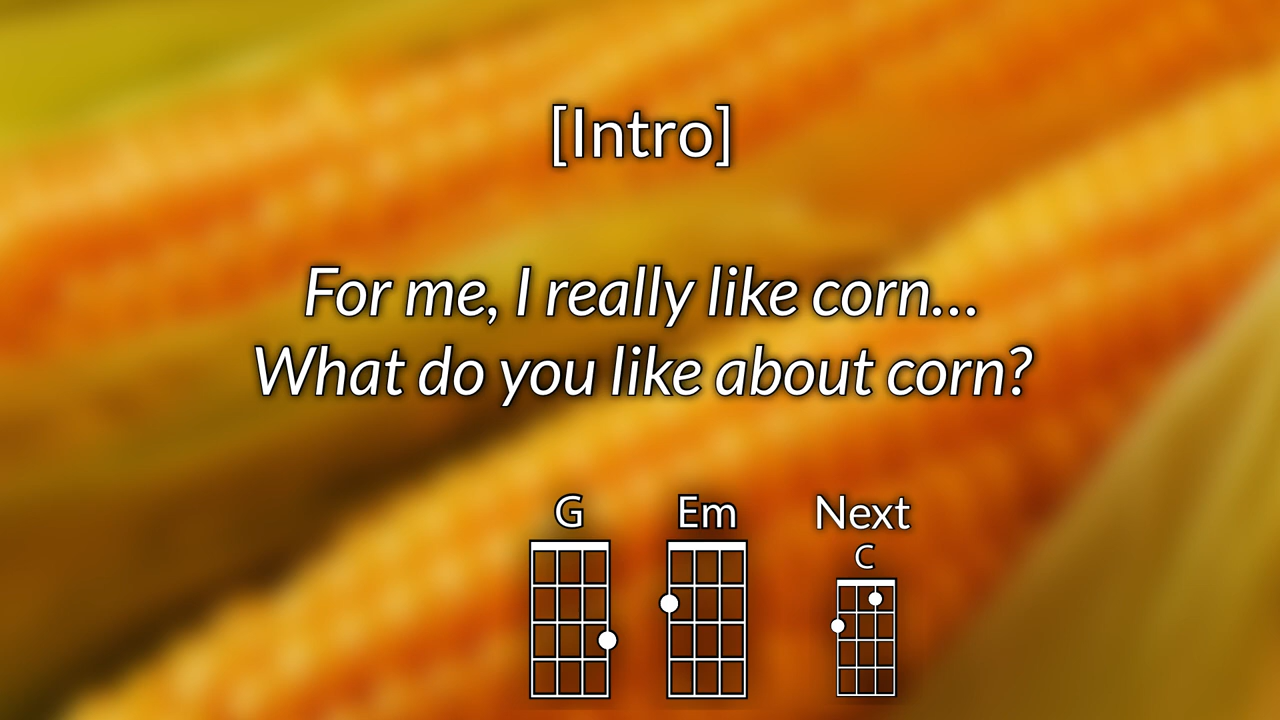 [Intro]
For me, I really like corn...
What do you like about corn?
G Em Next
C